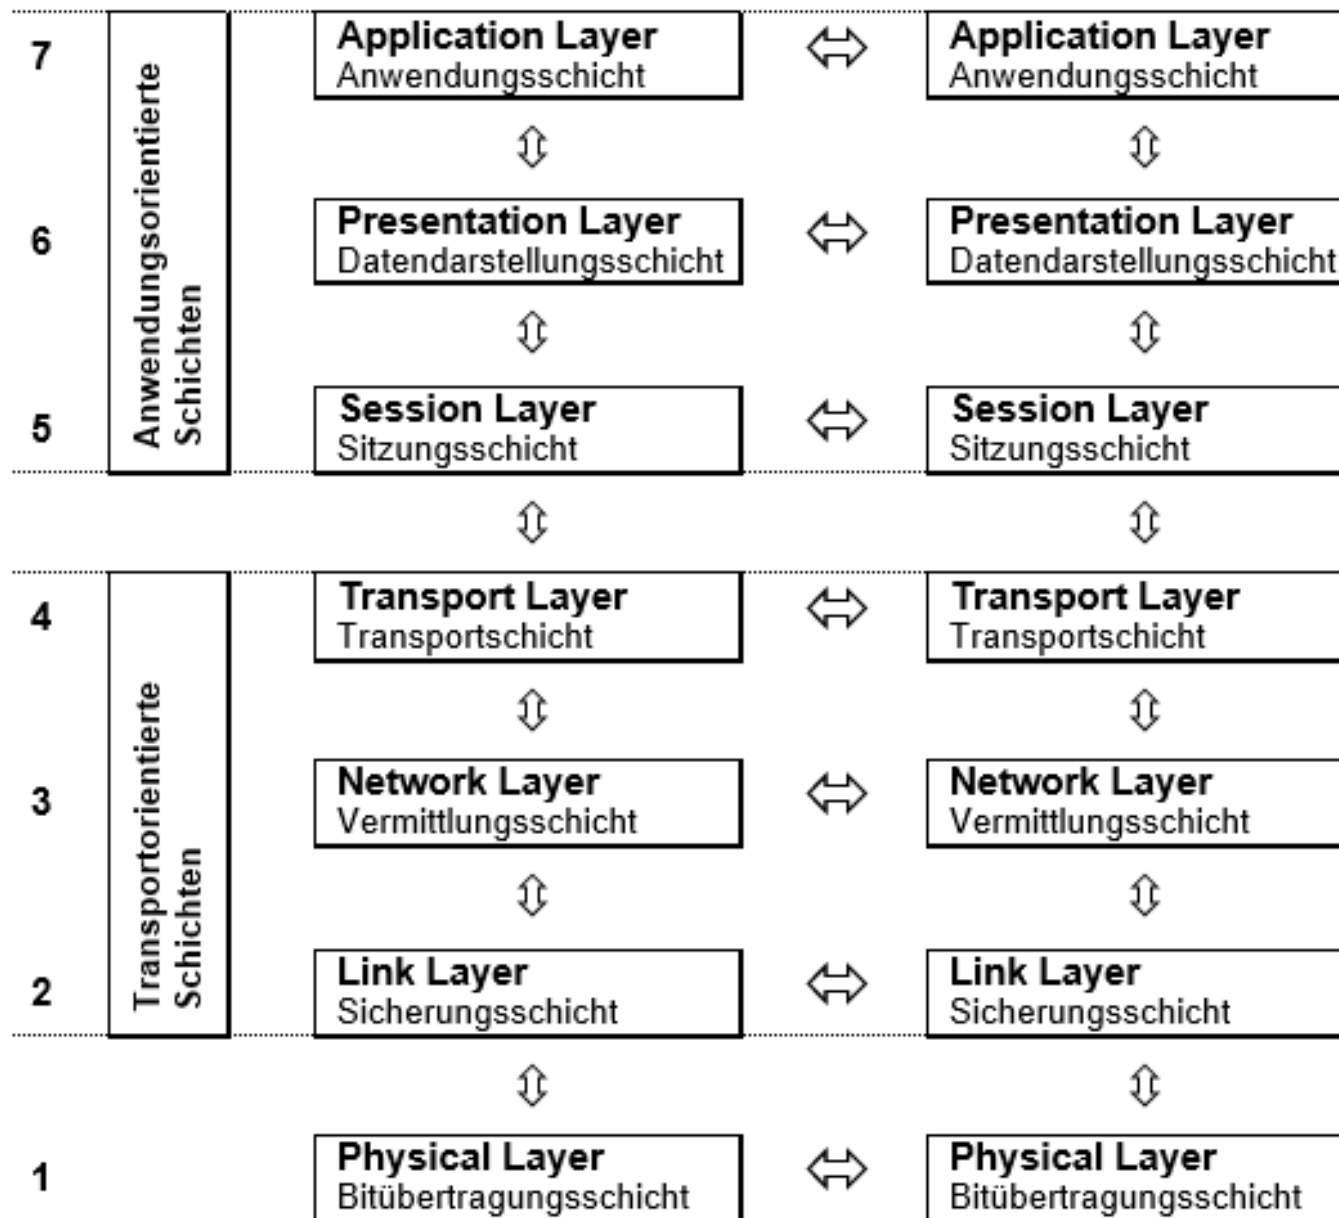 7
Anwendungsorientierte
Schichten
Application Layer
Anwendungsschicht
Application Layer
Anwendungsschicht
6
Presentation Layer
Datendarstellungsschicht
Presentation Layer
Datendarstellungsschicht
5
Session Layer
Sitzungsschicht
Session Layer
Sitzungsschicht
4
Transportorientierte
Schichten
Transport Layer
Transportschicht
Transport Layer
Transportschicht
3
Network Layer
Vermittlungsschicht
Network Layer
Vermittlungsschicht
2
Link Layer
Sicherungsschicht
Link Layer
Sicherungsschicht
1
Physical Layer
Bitübertragungsschicht
Physical Layer
Bitübertragungsschicht